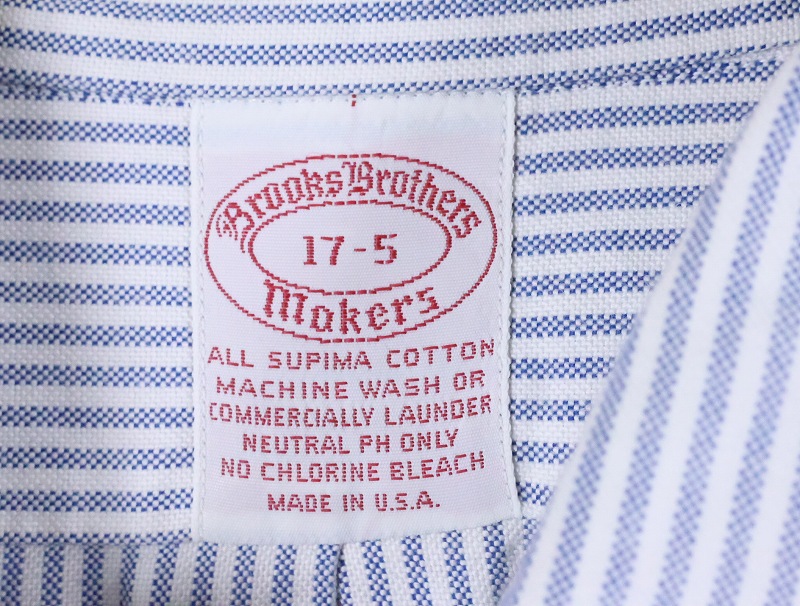 Brooks Brothers
17-5
Makers
ALL SUPIMA COTTON
MACHINE WASH OR
COMMERCIALLY LAUNDER
NEUTRAL PH ONLY
NO CHLORINE BLEACH
MADE IN U.S.A.